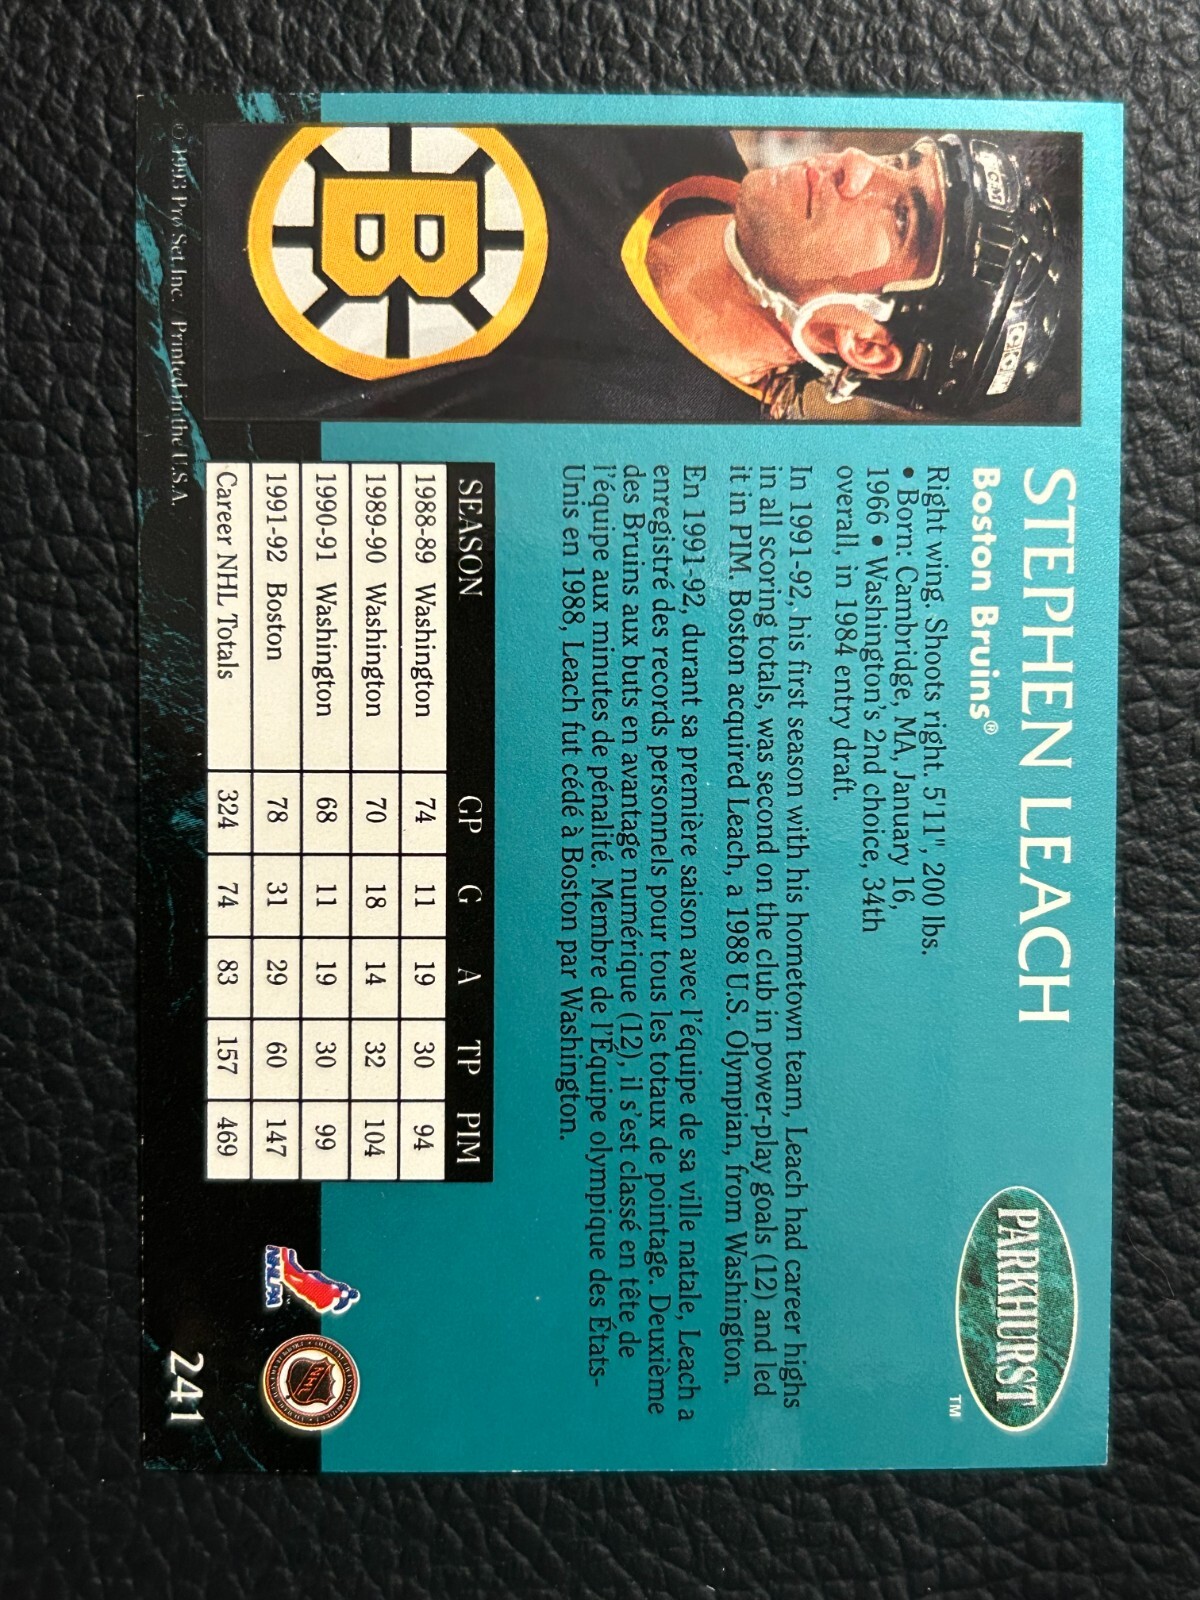 STEPHEN LEACH
Boston Bruins®
PARKHURST
TM
Right wing. Shoots right. 5'11", 200 lbs.
• Born: Cambridge, MA, January 16,
1966 • Washington's 2nd choice, 34th
overall, in 1984 entry draft.
In 1991-92, his first season with his hometown team, Leach had career highs
in all scoring totals, was second on the club in power-play goals (12) and led
it in PIM. Boston acquired Leach, a 1988 U.S. Olympian, from Washington.
En 1991-92, durant sa première saison avec l'équipe de sa ville natale, Leach a
enregistré des records personnels pour tous les totaux de pointage. Deuxième
des Bruins aux buts en avantage numérique (12), il s'est classé en tête de
l'équipe aux minutes de pénalité. Membre de l'Équipe olympique des États-
Unis en 1988, Leach fut cédé à Boston par Washington.
SEASON GP G A TP PIM
1988-89 Washington 74 11 19 30 94
1989-90 Washington 70 18 14 32 104
1990-91 Washington 68 11 19 30 99
1991-92 Boston 78 31 29 60 147
Career NHL Totals 324 74 83 157 469
CCM
CCM
B
NHLPA
NHL
© 1993 Pro Set Inc. / Printed in the U.S.A.
241